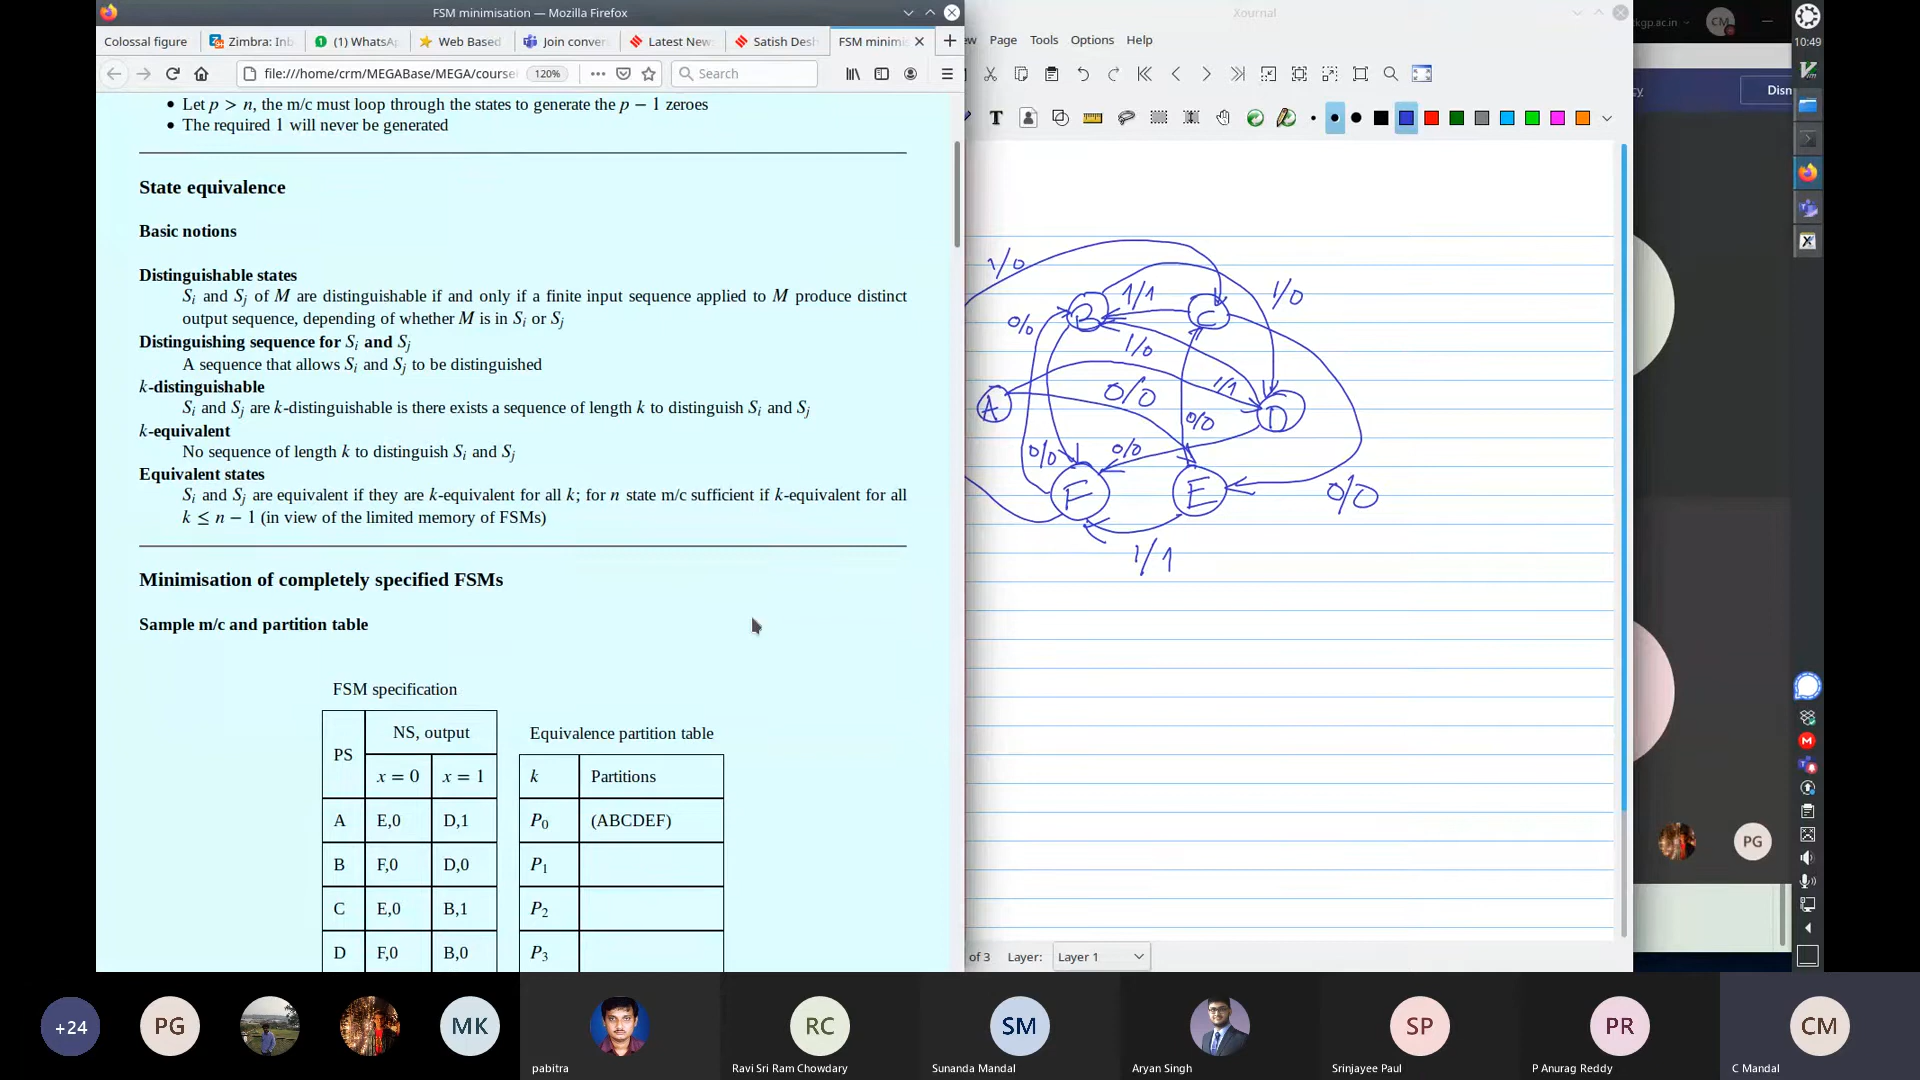 FSM minimisation — Mozilla Firefox
Colossal figure
Zimbra: Inb
(1) WhatsA
Web Based
Join conver
Latest New
Satish Desh
FSM minimis
file:///home/crm/MEGABase/MEGA/course
120%
Search
• Let p > n, the m/c must loop through the states to generate the p − 1 zeroes
• The required 1 will never be generated
State equivalence
Basic notions
Distinguishable states
Si and Sj of M are distinguishable if and only if a finite input sequence applied to M produce distinct
output sequence, depending of whether M is in Si or Sj
Distinguishing sequence for Si and Sj
A sequence that allows Si and Sj to be distinguished
k-distinguishable
Si and Sj are k-distinguishable is there exists a sequence of length k to distinguish Si and Sj
k-equivalent
No sequence of length k to distinguish Si and Sj
Equivalent states
Si and Sj are equivalent if they are k-equivalent for all k; for n state m/c sufficient if k-equivalent for all
k ≤ n − 1 (in view of the limited memory of FSMs)
Minimisation of completely specified FSMs
Sample m/c and partition table
FSM specification
PS NS, output
x = 0 x = 1
A E,0 D,1
B F,0 D,0
C E,0 B,1
D F,0 B,0
Equivalence partition table
k Partitions
P0 (ABCDEF)
P1
P2
P3
Xournal
ew Page Tools Options Help
T
1/0
B 1/1 C 1/0
0/0
1/0
A 0/0 1/1 D
0/0
0/0 0/0
F E 0/0
1/1
of 3 Layer: Layer 1
kgp.ac.in
CM
10:49
Dism
PG
+24
PG
MK
RC
SM
SP
PR
CM
pabitra
Ravi Sri Ram Chowdary
Sunanda Mandal
Aryan Singh
Srinjayee Paul
P Anurag Reddy
C Mandal